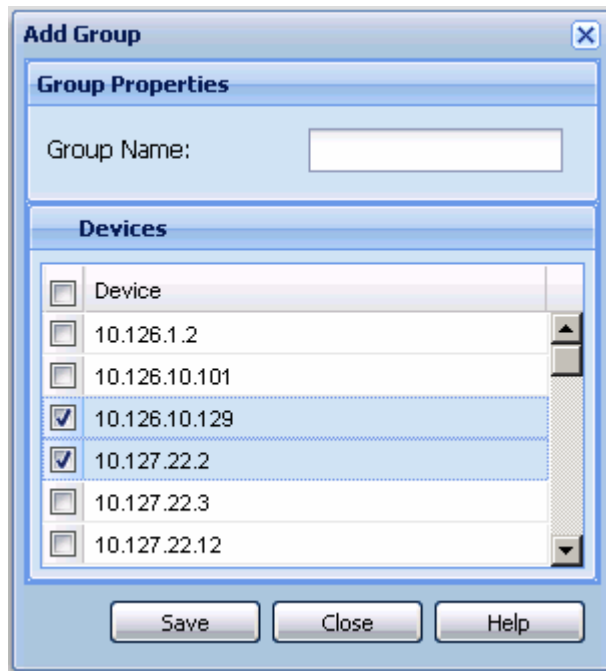 Add Group
Group Properties
Group Name:
Devices
Device
10.126.1.2
10.126.10.101
10.126.10.129
10.127.22.2
10.127.22.3
10.127.22.12
Save Close Help